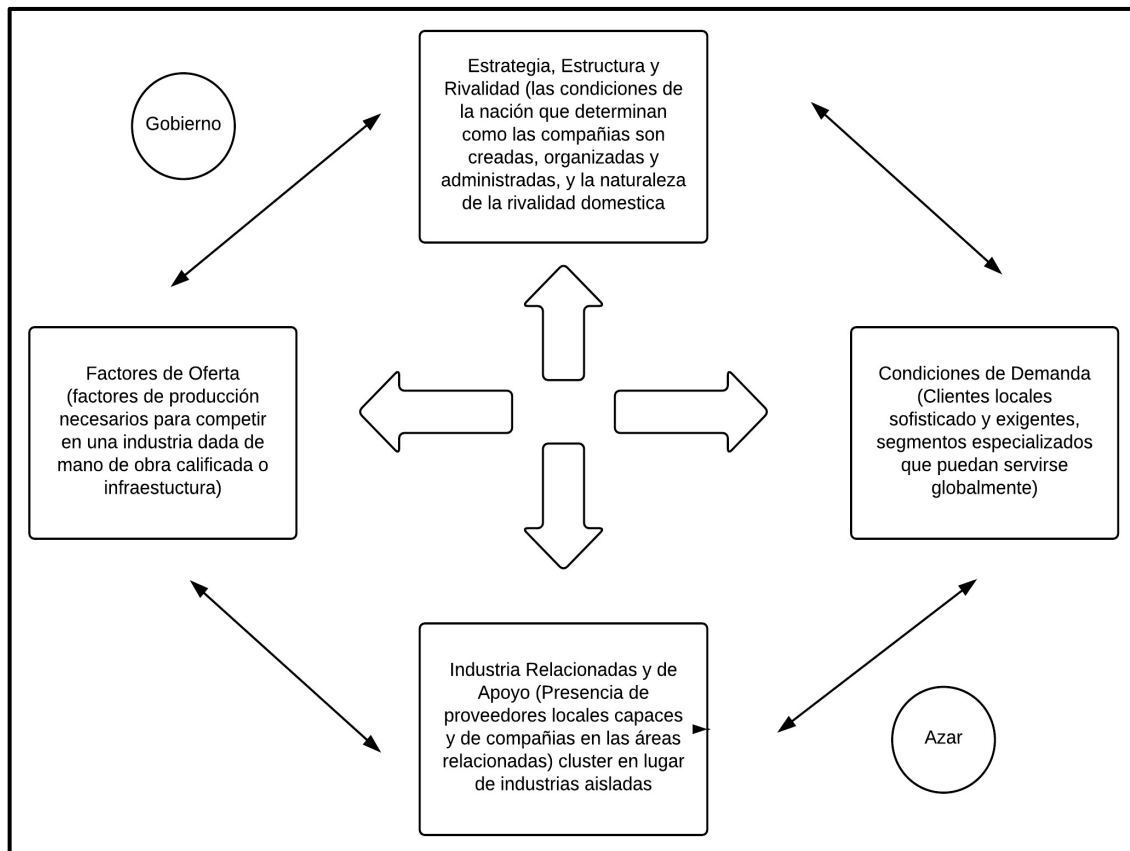 Estrategia, Estructura y
Rivalidad (las condiciones de
la nación que determinan
como las compañias son
creadas, organizadas y
administradas, y la naturaleza
de la rivalidad domestica
Gobierno
Factores de Oferta
(factores de producción
necesarios para competir
en una industria dada de
mano de obra calificada o
infraestuctura)
Condiciones de Demanda
(Clientes locales
sofisticado y exigentes,
segmentos especializados
que puedan servirse
globalmente)
Industria Relacionadas y de
Apoyo (Presencia de
proveedores locales capaces
y de compañias en las áreas
relacionadas) cluster en lugar
de industrias aisladas
Azar